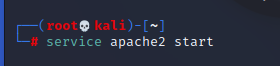 ┌──(root💀kali)-[~]
└─# service apache2 start